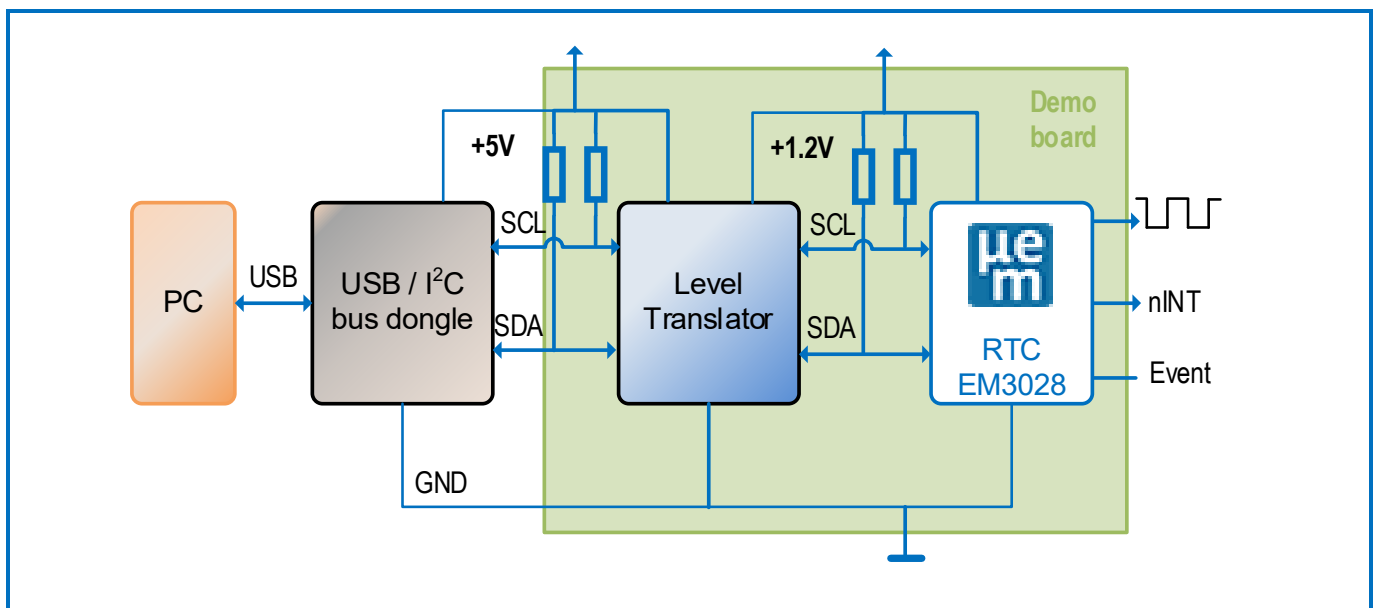 Demo
board
+5V
+1.2V
SCL
SCL
USB
PC
USB / I²C
bus dongle
Level
Translator
µem
nINT
SDA
SDA
RTC
EM3028
Event
GND